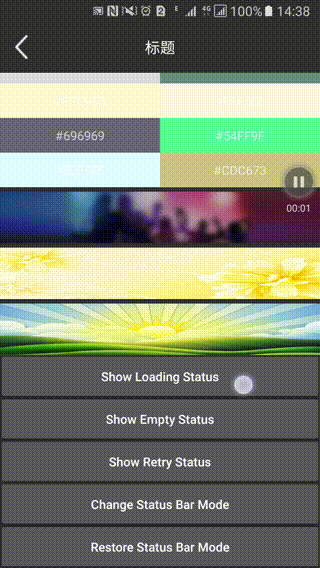 100% 14:38
标题
#696969
#54FF9F
#CDC673
00:01
Show Loading Status
Show Empty Status
Show Retry Status
Change Status Bar Mode
Restore Status Bar Mode